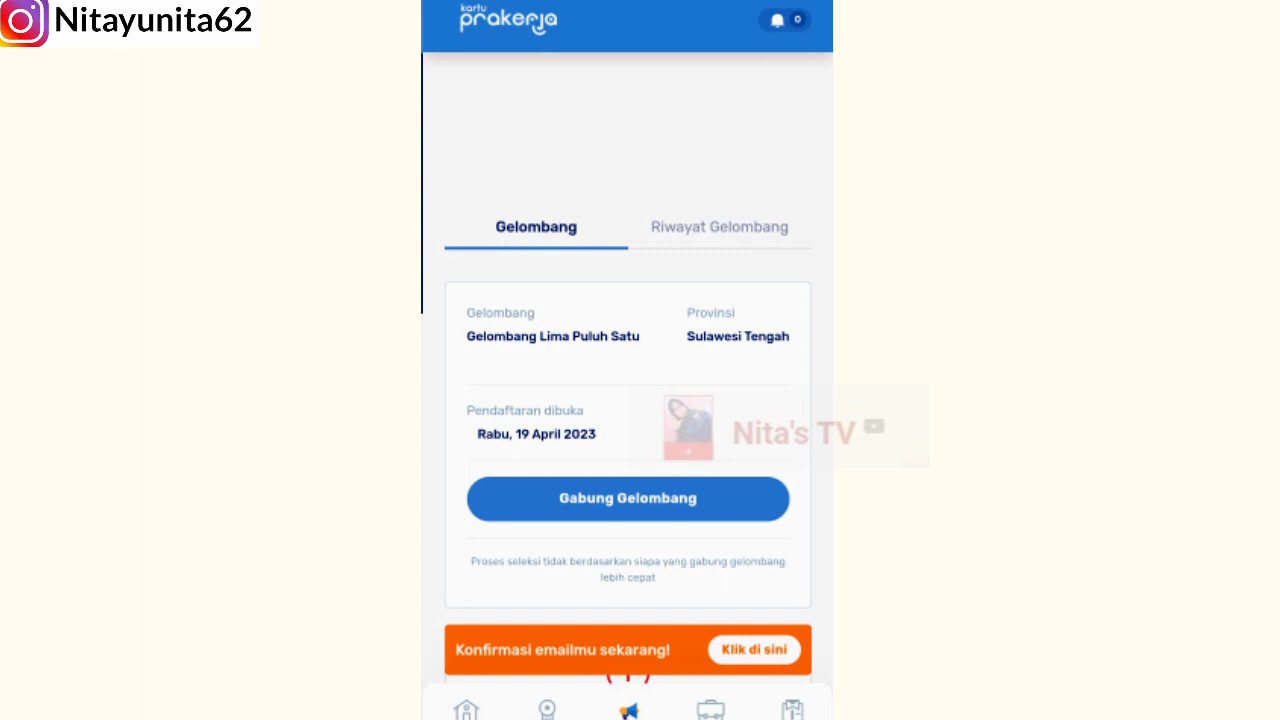 Nitayunita62
kartu
prakerja
0
Gelombang
Riwayat Gelombang
Gelombang
Provinsi
Gelombang Lima Puluh Satu
Sulawesi Tengah
Pendaftaran dibuka
Rabu, 19 April 2023
Nita's TV
Gabung Gelombang
Proses seleksi tidak berdasarkan siapa yang gabung gelombang
lebih cepat
Konfirmasi emailmu sekarang!
Klik di sini